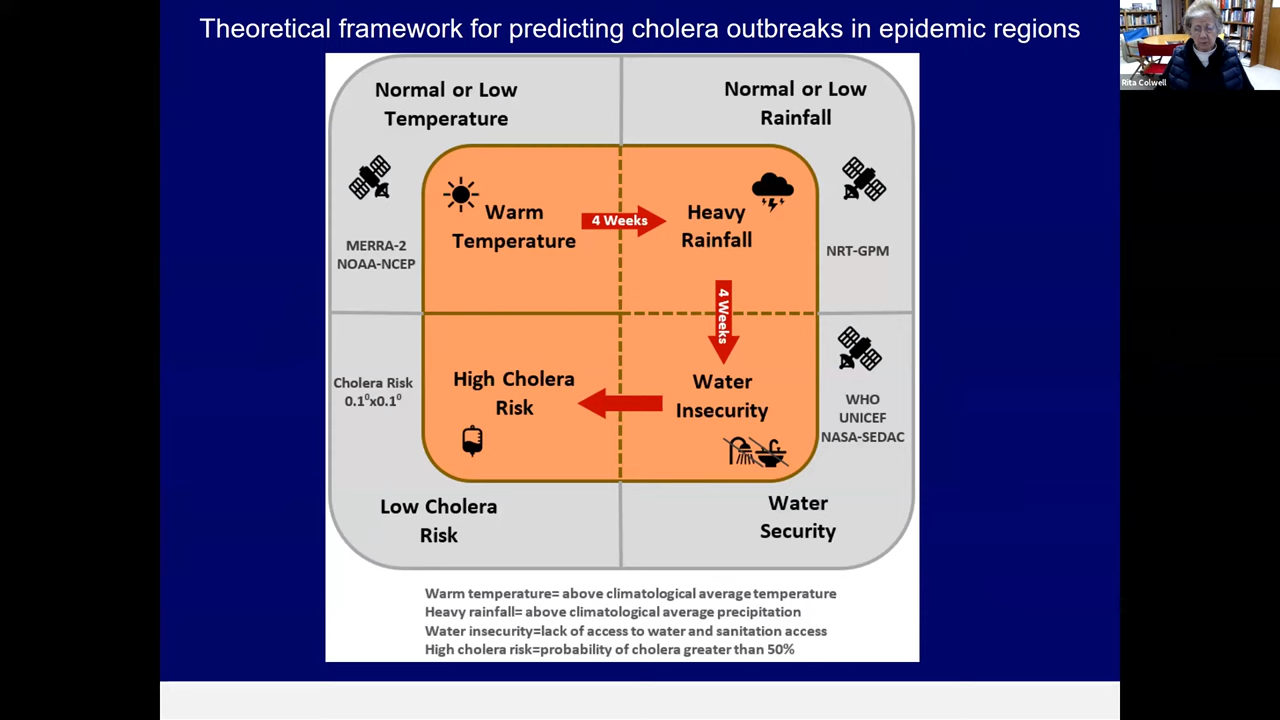 Theoretical framework for predicting cholera outbreaks in epidemic regions
Rita Colwell
Normal or Low
Temperature
Normal or Low
Rainfall
MERRA-2
NOAA-NCEP
Warm
Temperature
4 Weeks
Heavy
Rainfall
NRT-GPM
4 Weeks
Cholera Risk
0.1⁰x0.1⁰
High Cholera
Risk
Water
Insecurity
WHO
UNICEF
NASA-SEDAC
Low Cholera
Risk
Water
Security
Warm temperature= above climatological average temperature
Heavy rainfall= above climatological average precipitation
Water insecurity=lack of access to water and sanitation access
High cholera risk=probability of cholera greater than 50%